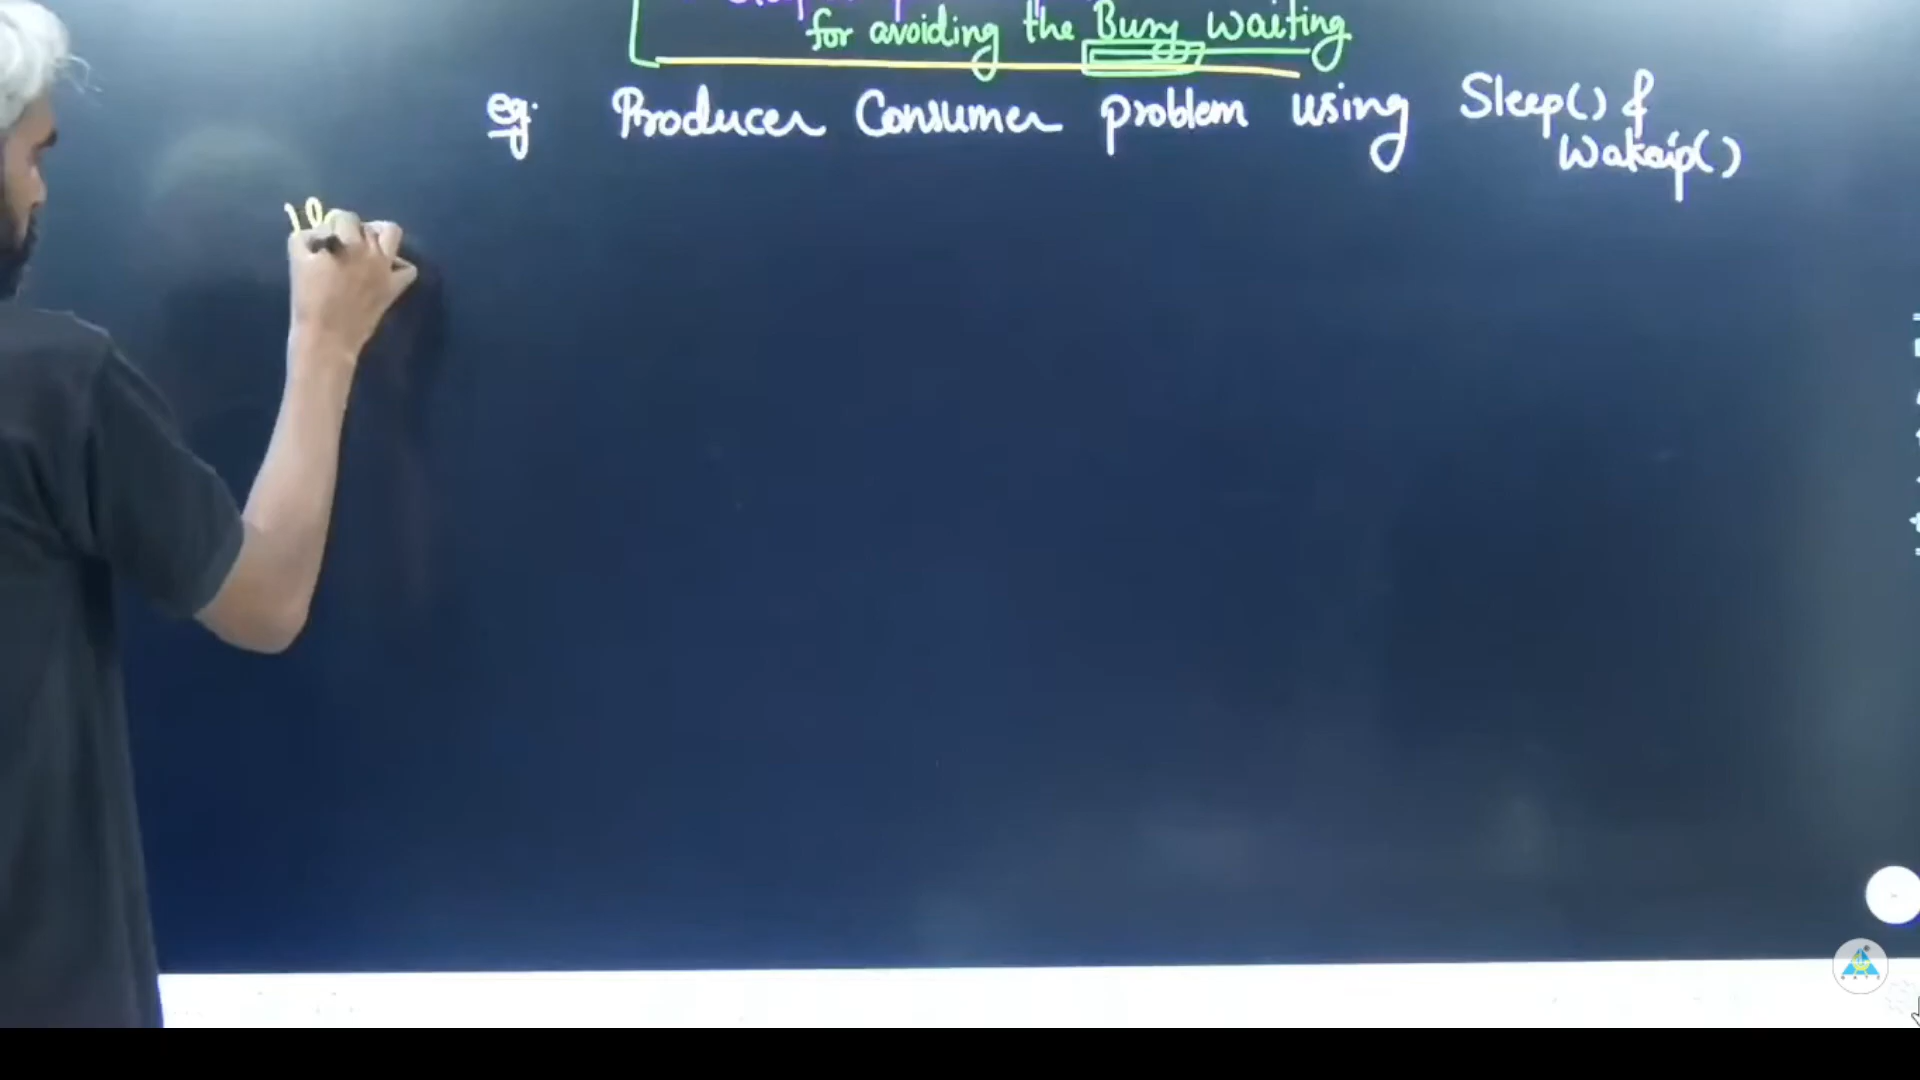 for avoiding the Busy Waiting
eg: Producer Consumer problem using Sleep() &
Wakeup()